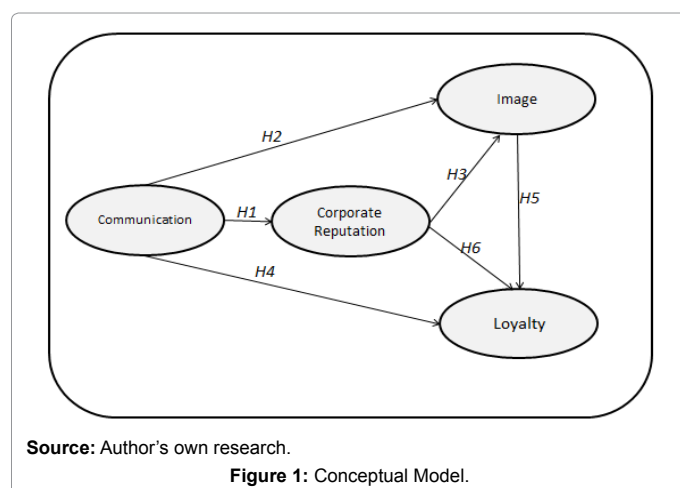 Image
H2
H3
H5
Communication
H1
Corporate
Reputation
H6
H4
Loyalty
Source: Author’s own research.
Figure 1: Conceptual Model.